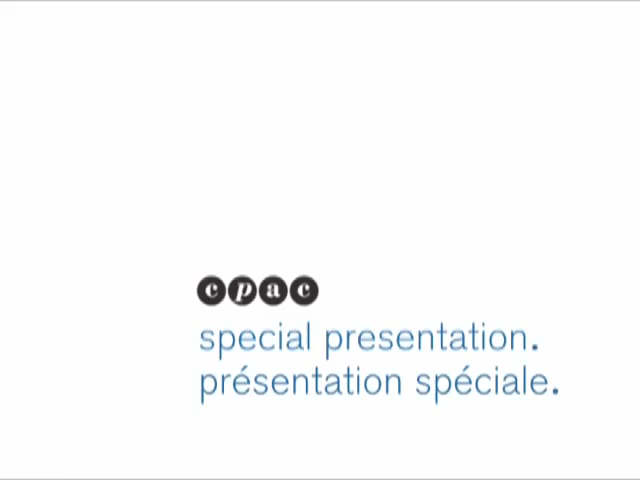 cpac
special presentation.
présentation spéciale.